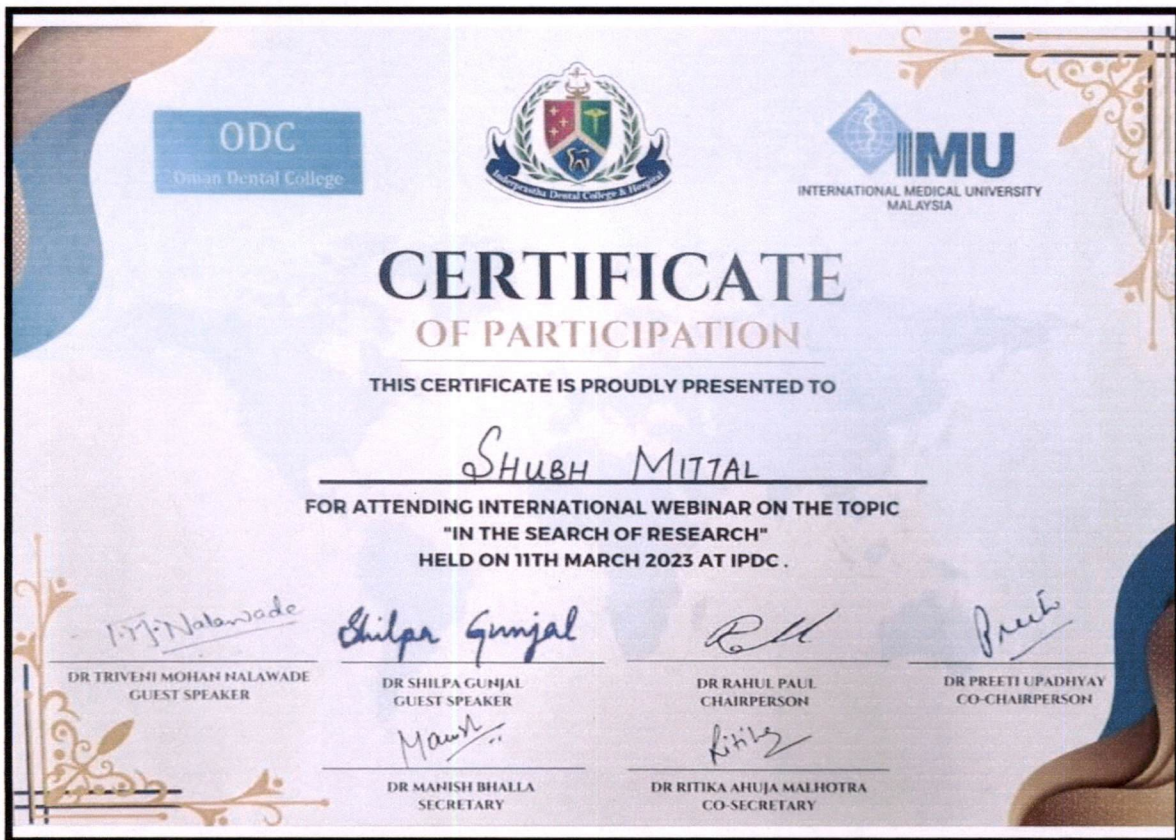 ODC
Oman Dental College
Inderprastha Dental College & Hospital
IMU
INTERNATIONAL MEDICAL UNIVERSITY
MALAYSIA
CERTIFICATE
OF PARTICIPATION
THIS CERTIFICATE IS PROUDLY PRESENTED TO
SHUBH MITTAL
FOR ATTENDING INTERNATIONAL WEBINAR ON THE TOPIC
"IN THE SEARCH OF RESEARCH"
HELD ON 11TH MARCH 2023 AT IPDC .
T.M. Nalawade
Shilpa Gunjal
Preeti
DR TRIVENI MOHAN NALAWADE
GUEST SPEAKER
DR SHILPA GUNJAL
GUEST SPEAKER
DR RAHUL PAUL
CHAIRPERSON
DR PREETI UPADHYAY
CO-CHAIRPERSON
Manish
Ritika
DR MANISH BHALLA
SECRETARY
DR RITIKA AHUJA MALHOTRA
CO-SECRETARY